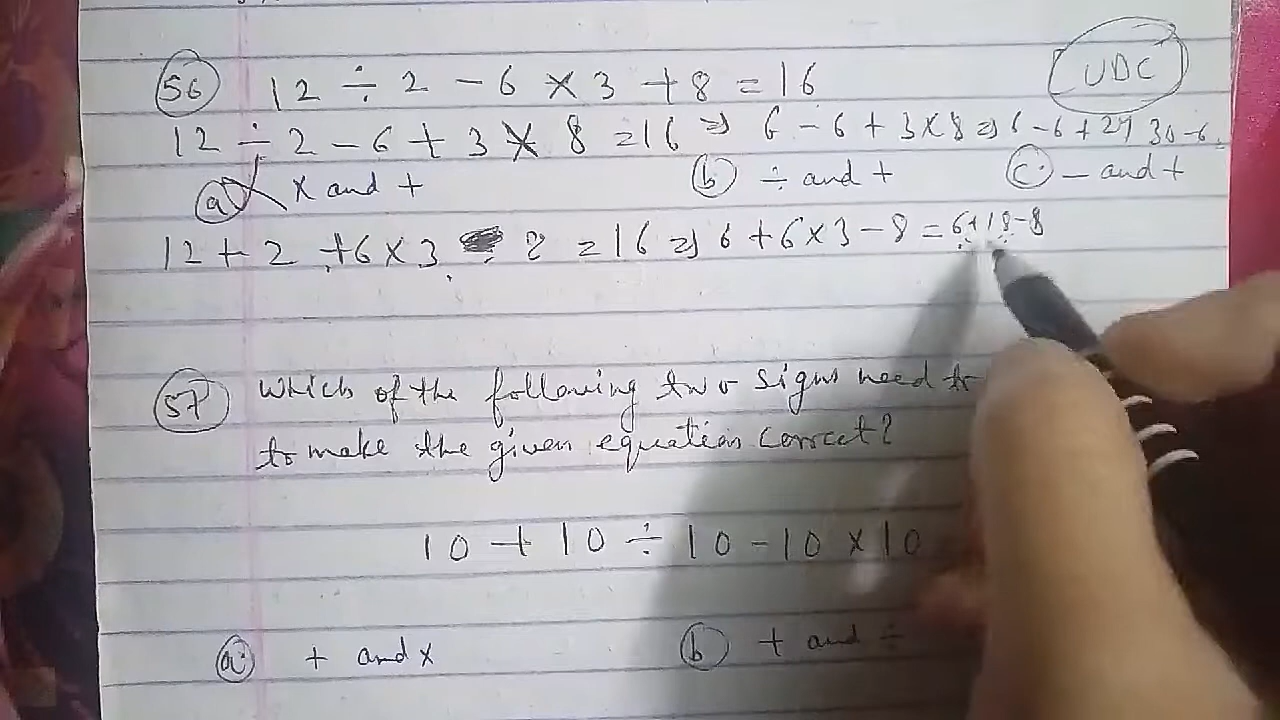 56 12 ÷ 2 - 6 × 3 + 8 = 16
UDC
12 ÷ 2 - 6 + 3 × 8 = 16 ⇒ 6 - 6 + 3 × 8 ⇒ 6 - 6 + 24 30 - 6
a × and +
b ÷ and +
c. - and +
12 ÷ 2 + 6 × 3 - 8 = 16 ⇒ 6 + 6 × 3 - 8 = 6 + 18 - 8
57 Which of the following two signs need to
to make the given equation correct?
10 + 10 ÷ 10 - 10 × 10
a. + and ×
b + and ÷